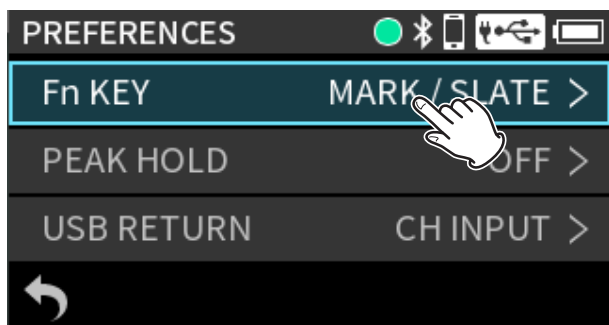 PREFERENCES
Fn KEY MARK / SLATE >
PEAK HOLD OFF >
USB RETURN CH INPUT >